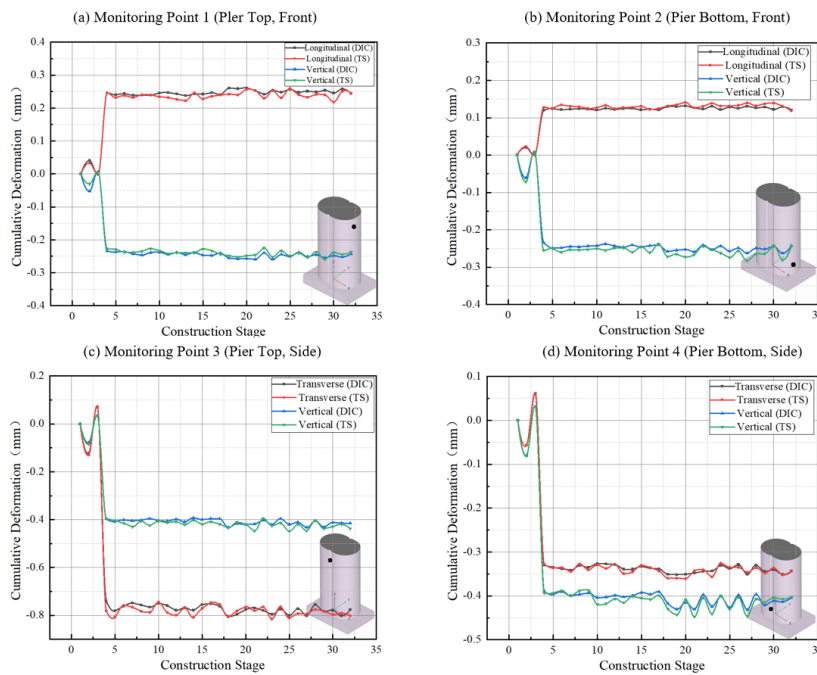 (a) Monitoring Point 1 (Pler Top, Front)
Cumulative Deformation (mm)
0.4
0.3
0.2
0.1
0.0
-0.1
-0.2
-0.3
-0.4
Longitudinal (DIC)
Longitudinal (TS)
Vertical (DIC)
Vertical (TS)
0 5 10 15 20 25 30 35
Construction Stage
(b) Monitoring Point 2 (Pier Bottom, Front)
Cumulative Deformation (mm)
0.3
0.2
0.1
0.0
-0.1
-0.2
-0.3
-0.3
Longitudinal (DIC)
Longitudinal (TS)
Vertical (DIC)
Vertical (TS)
0 5 10 15 20 25 30
Construction Stage
(c) Monitoring Point 3 (Pier Top, Side)
Cumulative Deformation (mm)
0.2
0.0
-0.2
-0.4
-0.6
-0.8
Transverse (DIC)
Transverse (TS)
Vertical (DIC)
Vertical (TS)
0 5 10 15 20 25 30 35
Construction Stage
(d) Monitoring Point 4 (Pier Bottom, Side)
Cumulative Deformation (mm)
0.1
0.0
-0.1
-0.2
-0.3
-0.4
-0.5
Transverse (DIC)
Transverse (TS)
Vertical (DIC)
Vertical (TS)
0 5 10 15 20 25 30
Construction Stage